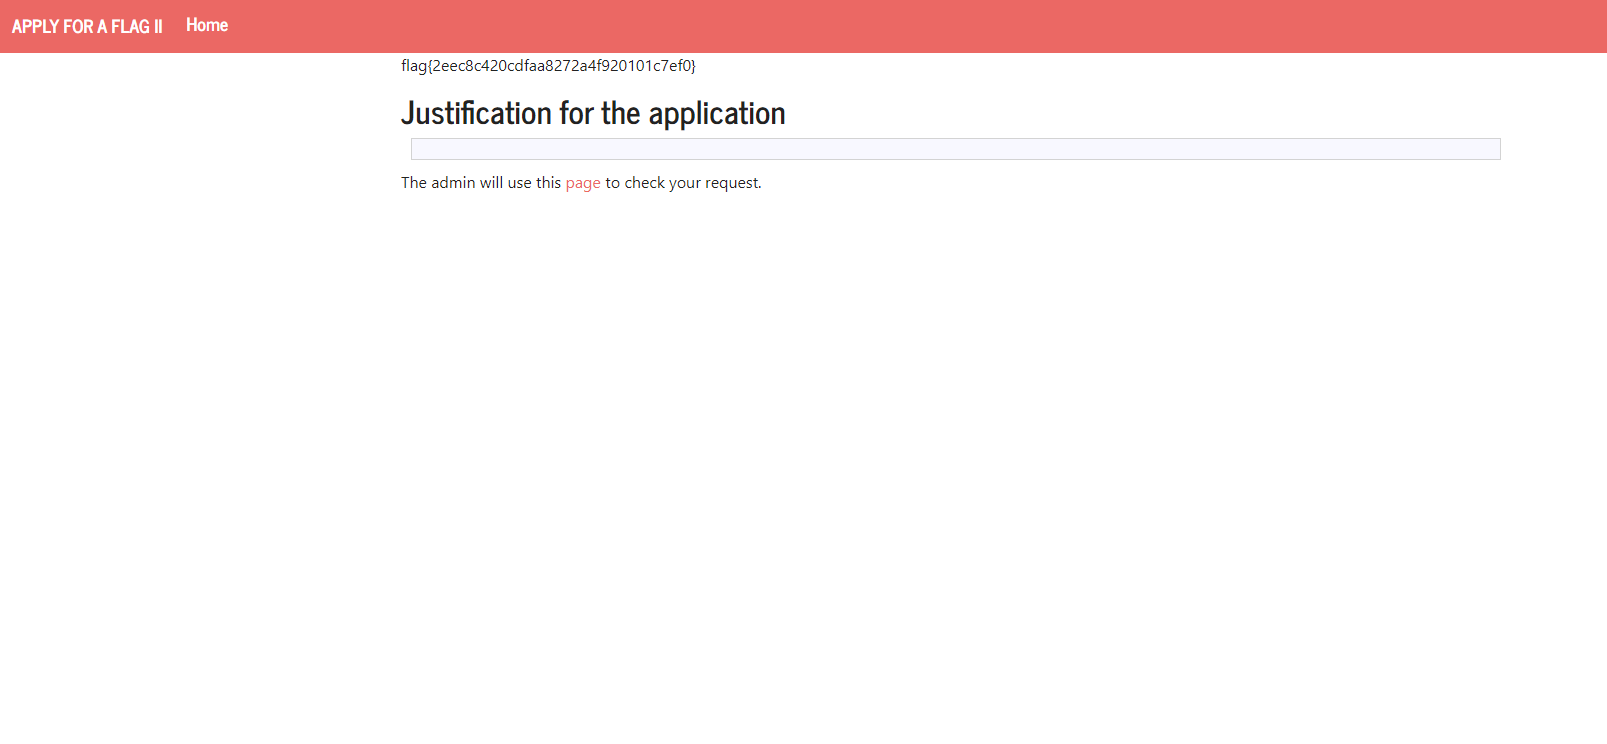 APPLY FOR A FLAG II Home
flag{2eec8c420cdfaa8272a4f920101c7ef0}
Justification for the application
The admin will use this page to check your request.